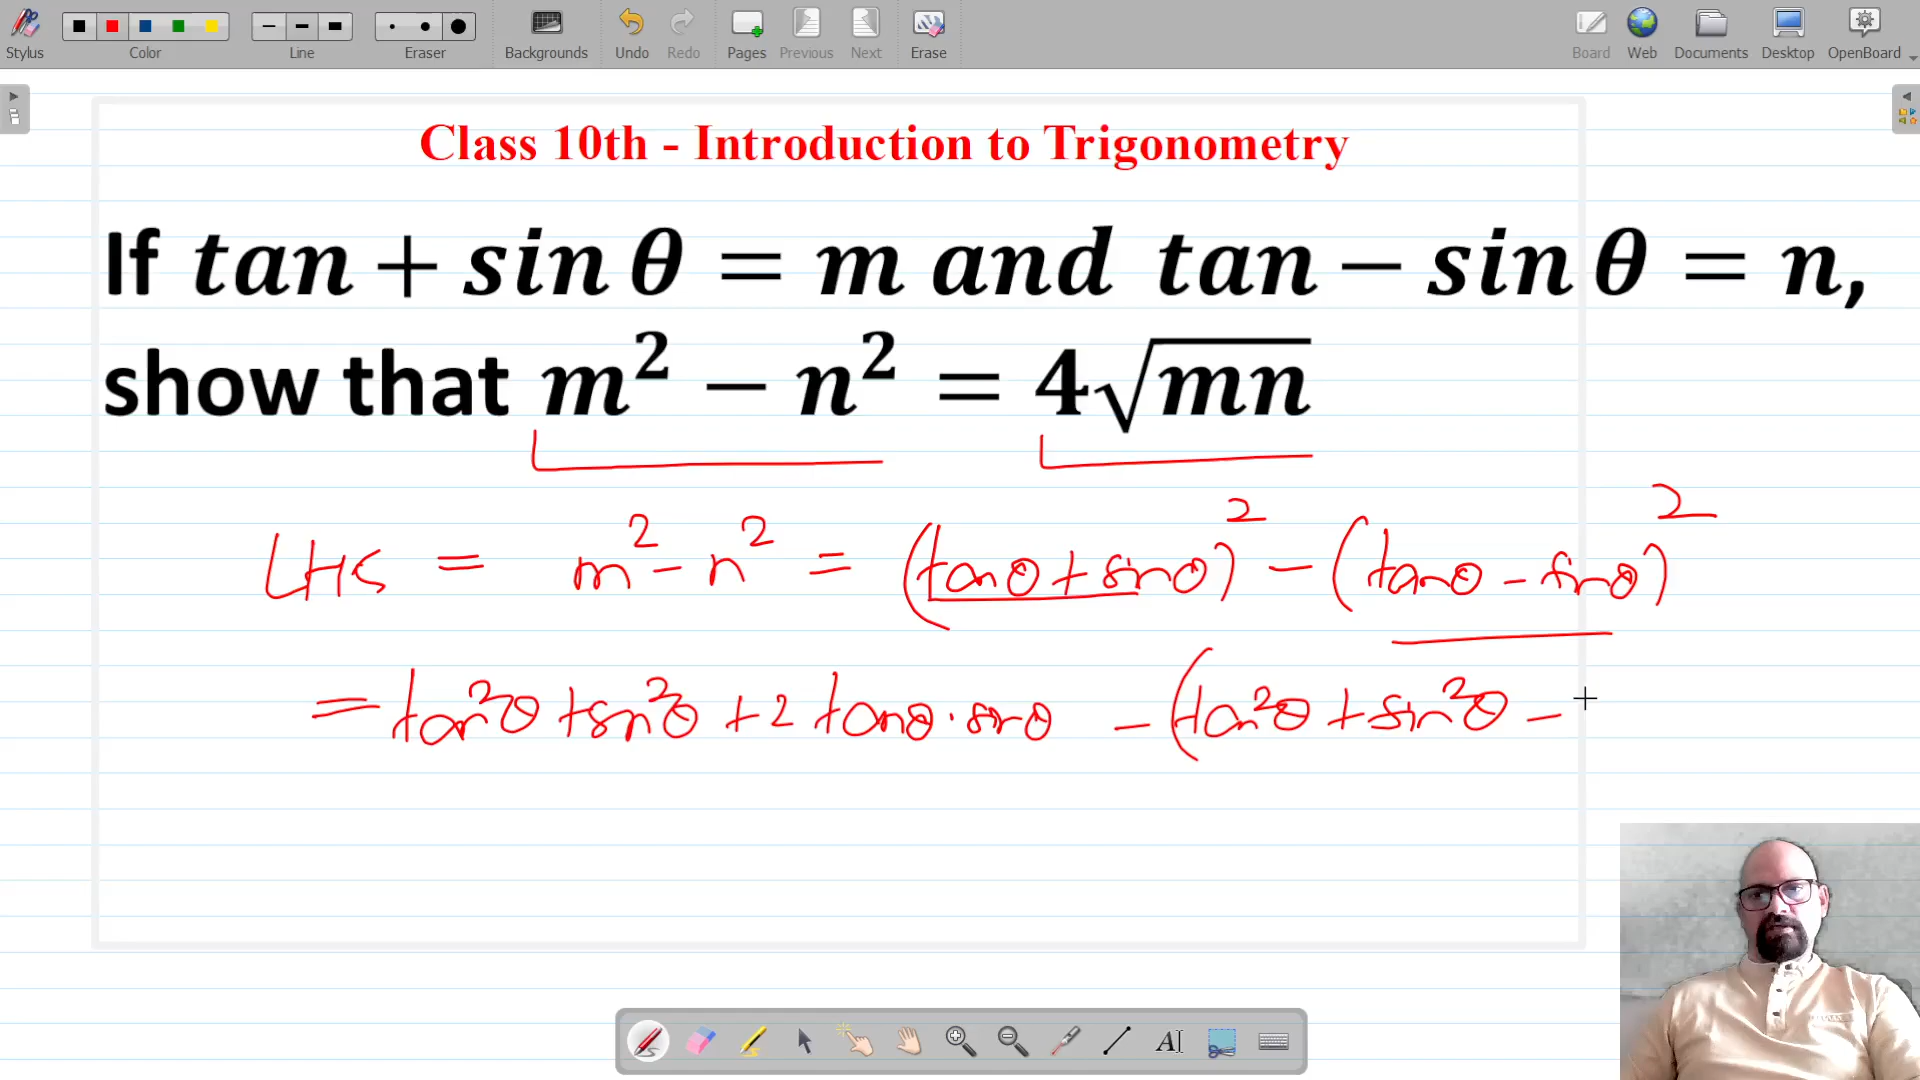 Stylus Color Line Eraser Backgrounds Undo Redo Pages Previous Next Erase Board Web Documents Desktop OpenBoard
Class 10th - Introduction to Trigonometry
If tan + sin θ = m and tan − sin θ = n,
show that m² − n² = 4√mn
LHS = m² − n² = (tanθ + sinθ)² − (tanθ − sinθ)²
= tan²θ + sin²θ + 2 tanθ · sinθ − (tan²θ + sin²θ −